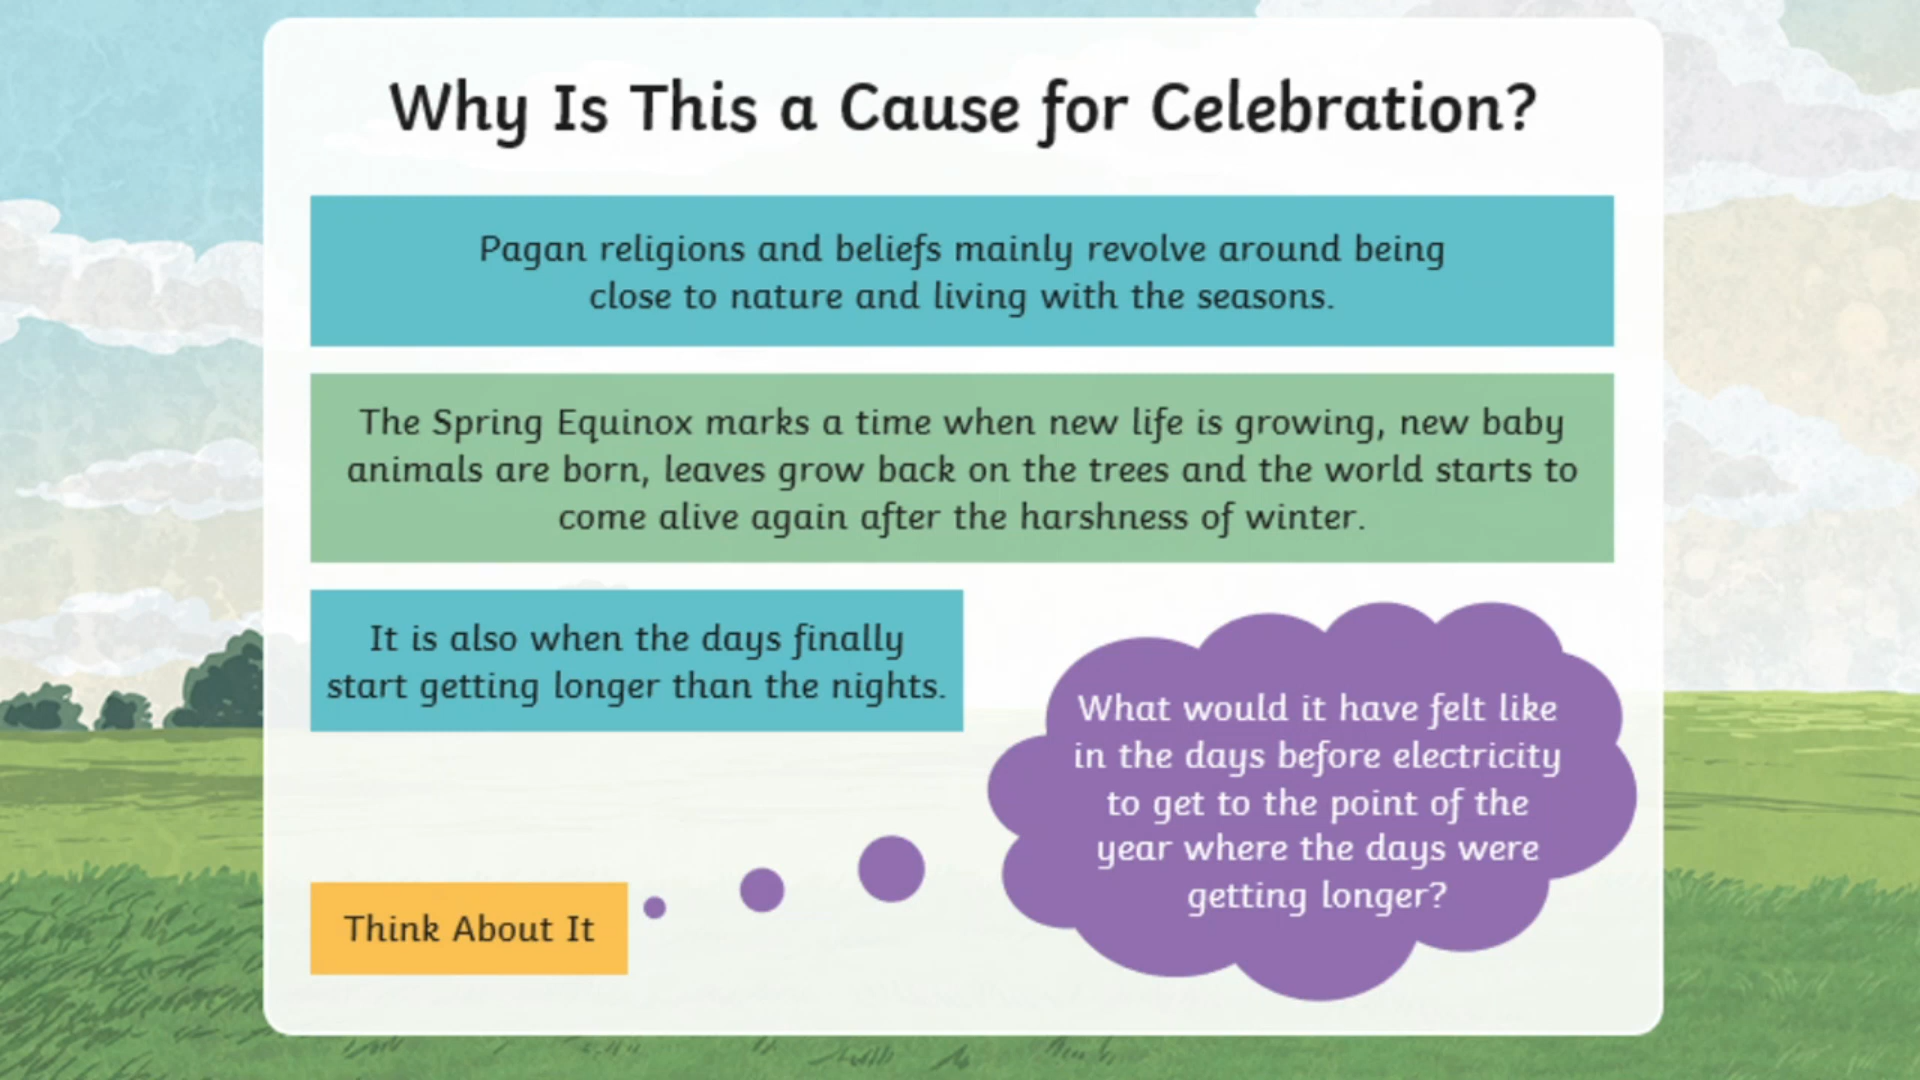 Why Is This a Cause for Celebration?
Pagan religions and beliefs mainly revolve around being
close to nature and living with the seasons.
The Spring Equinox marks a time when new life is growing, new baby
animals are born, leaves grow back on the trees and the world starts to
come alive again after the harshness of winter.
It is also when the days finally
start getting longer than the nights.
What would it have felt like
in the days before electricity
to get to the point of the
year where the days were
getting longer?
Think About It